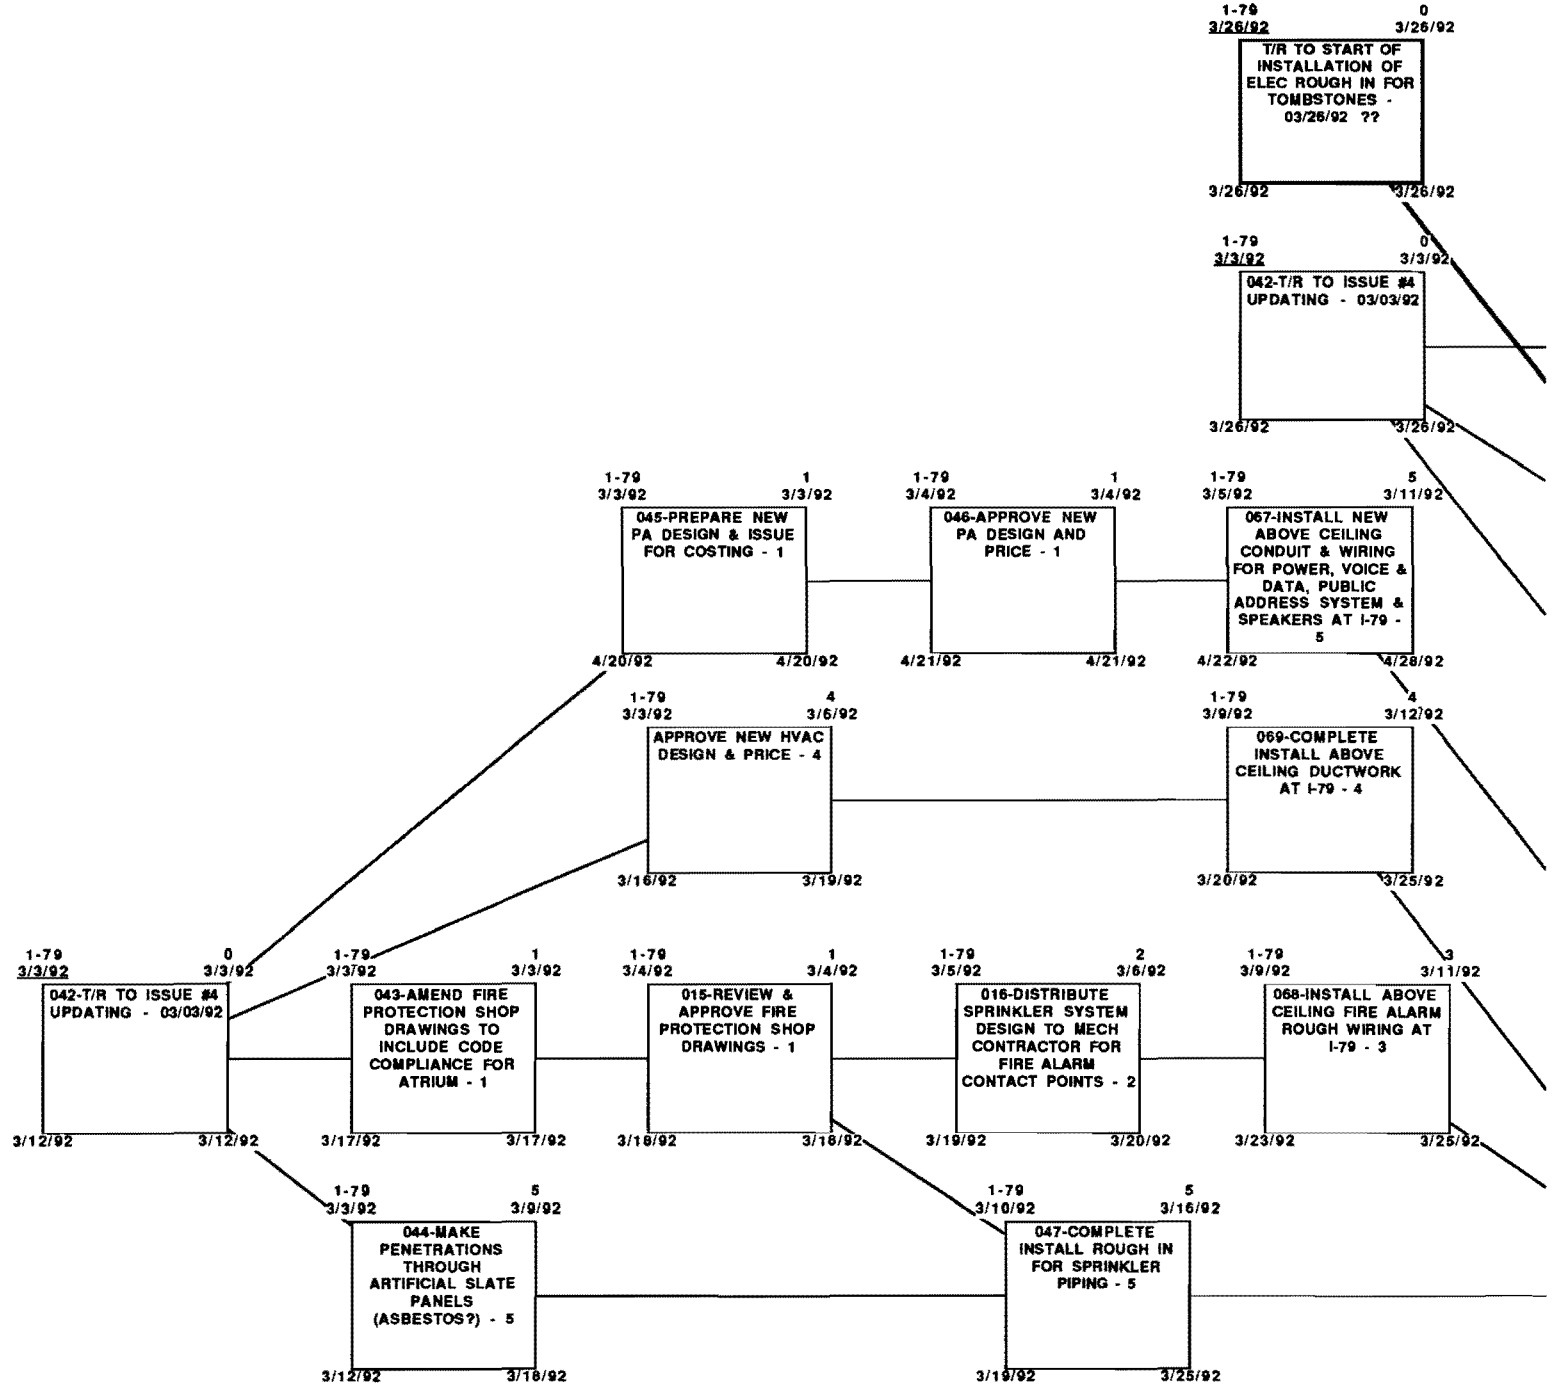 1-79 0
3/26/92 3/26/92
T/R TO START OF
INSTALLATION OF
ELEC ROUGH IN FOR
TOMBSTONES -
03/26/92 ??
3/26/92 3/26/92
1-79 0
3/3/92 3/3/92
042-T/R TO ISSUE #4
UPDATING - 03/03/92
3/26/92 3/26/92
1-79 1
3/3/92 3/3/92
045-PREPARE NEW
PA DESIGN & ISSUE
FOR COSTING - 1
4/20/92 4/20/92
1-79 1
3/4/92 3/4/92
046-APPROVE NEW
PA DESIGN AND
PRICE - 1
4/21/92 4/21/92
1-79 5
3/5/92 3/11/92
067-INSTALL NEW
ABOVE CEILING
CONDUIT & WIRING
FOR POWER, VOICE &
DATA, PUBLIC
ADDRESS SYSTEM &
SPEAKERS AT I-79 -
5
4/22/92 4/28/92
1-79 4
3/3/92 3/6/92
APPROVE NEW HVAC
DESIGN & PRICE - 4
3/16/92 3/19/92
1-79 4
3/9/92 3/12/92
069-COMPLETE
INSTALL ABOVE
CEILING DUCTWORK
AT I-79 - 4
3/20/92 3/25/92
1-79 0
3/3/92 3/3/92
042-T/R TO ISSUE #4
UPDATING - 03/03/92
3/12/92 3/12/92
1-79 1
3/3/92 3/3/92
043-AMEND FIRE
PROTECTION SHOP
DRAWINGS TO
INCLUDE CODE
COMPLIANCE FOR
ATRIUM - 1
3/17/92 3/17/92
1-79 1
3/4/92 3/4/92
015-REVIEW &
APPROVE FIRE
PROTECTION SHOP
DRAWINGS - 1
3/18/92 3/18/92
1-79 2
3/5/92 3/6/92
016-DISTRIBUTE
SPRINKLER SYSTEM
DESIGN TO MECH
CONTRACTOR FOR
FIRE ALARM
CONTACT POINTS - 2
3/19/92 3/20/92
1-79 3
3/9/92 3/11/92
068-INSTALL ABOVE
CEILING FIRE ALARM
ROUGH WIRING AT
I-79 - 3
3/23/92 3/25/92
1-79 5
3/3/92 3/9/92
044-MAKE
PENETRATIONS
THROUGH
ARTIFICIAL SLATE
PANELS
(ASBESTOS?) - 5
3/12/92 3/18/92
1-79 5
3/10/92 3/16/92
047-COMPLETE
INSTALL ROUGH IN
FOR SPRINKLER
PIPING - 5
3/19/92 3/25/92